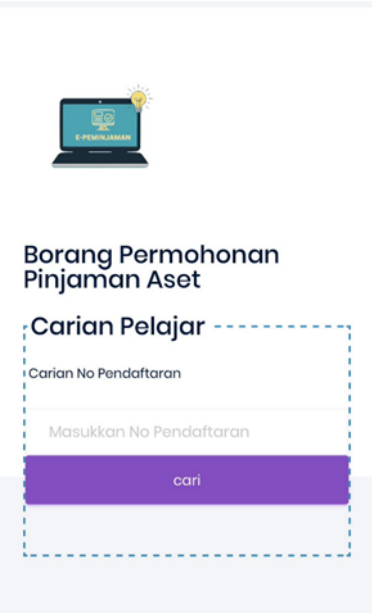 E-PEMINJAMAN
Borang Permohonan
Pinjaman Aset
Carian Pelajar
Carian No Pendaftaran
Masukkan No Pendaftaran
cari